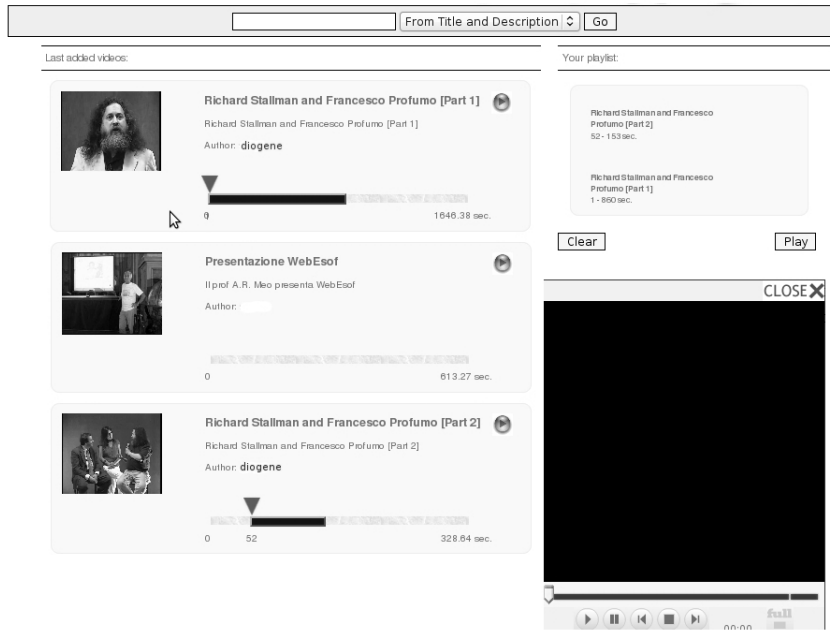 From Title and Description Go
Last added videos:
Richard Stallman and Francesco Profumo [Part 1]
Richard Stallman and Francesco Profumo [Part 1]
Author: diogene
1646.38 sec.
Presentazione WebEsof
Il prof A.R. Meo presenta WebEsof
Author:
0 613.27 sec.
Richard Stallman and Francesco Profumo [Part 2]
Richard Stallman and Francesco Profumo [Part 2]
Author: diogene
0 52 328.64 sec.
Your playlist:
Richard Stallman and Francesco
Profumo [Part 2]
52 - 153 sec.
Richard Stallman and Francesco
Profumo [Part 1]
1 - 860 sec.
Clear Play
CLOSE
full
00:00